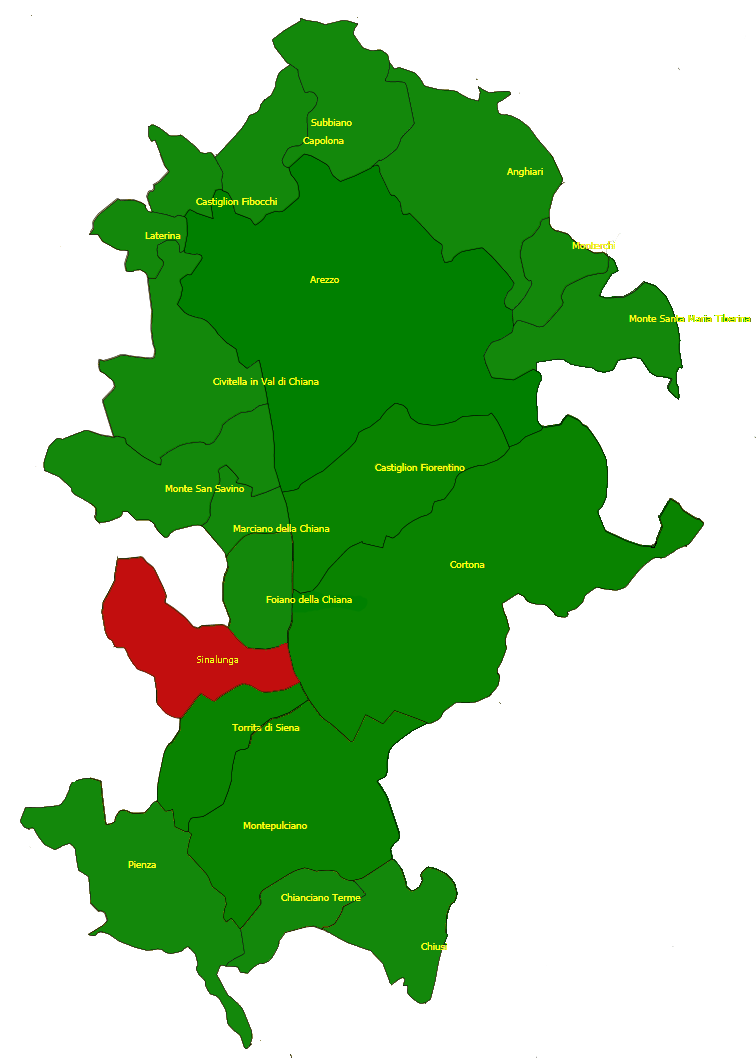 Subbiano
Capolona
Anghiari
Castiglion Fibocchi
Laterina
Monterchi
Arezzo
Monte Santa Maria Tiberina
Civitella in Val di Chiana
Castiglion Fiorentino
Monte San Savino
Marciano della Chiana
Cortona
Foiano della Chiana
Sinalunga
Torrita di Siena
Montepulciano
Pienza
Chianciano Terme
Chiusi